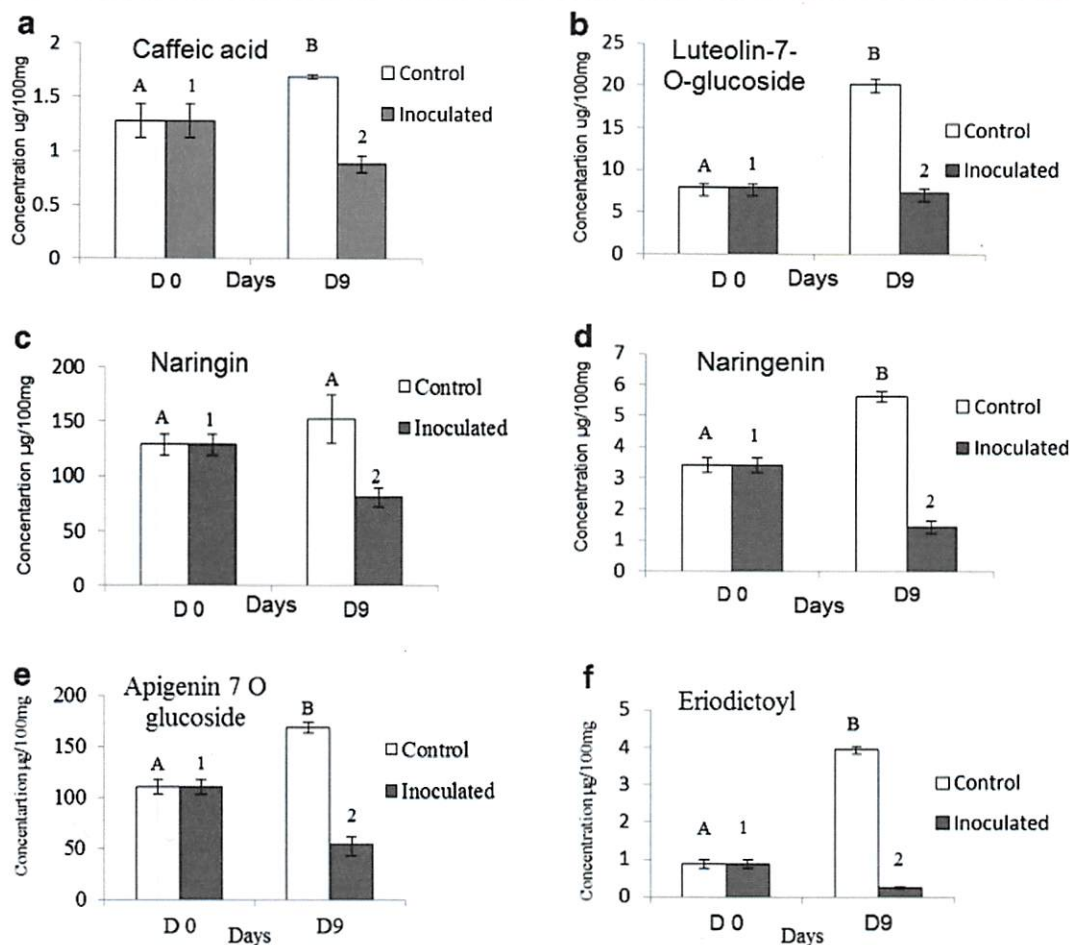 a
Caffeic acid
Concentration ug/100mg
2
1.5
1
0.5
0
A
1
B
2
Control
Inoculated
D 0
Days
D9
b
Luteolin-7-
O-glucoside
Concentartion ug/100mg
25
20
15
10
5
0
A
1
B
2
Control
Inoculated
D 0
Days
D9
c
Naringin
Concentartion µg/100mg
200
150
100
50
0
A
1
A
2
Control
Inoculated
D 0
Days
D9
d
Naringenin
Concentration µg/100mg
7
6
5
4
3
2
1
0
A
1
B
2
Control
Inoculated
D 0
Days
D9
e
Apigenin 7 O
glucoside
Concentartion µg/100mg
200
150
100
50
0
A
1
B
2
Control
Inoculated
D 0
Days
D9
f
Eriodictoyl
Concentration µg/100mg
5
4
3
2
1
0
A
1
B
2
Control
Inoculated
D 0
Days
D9